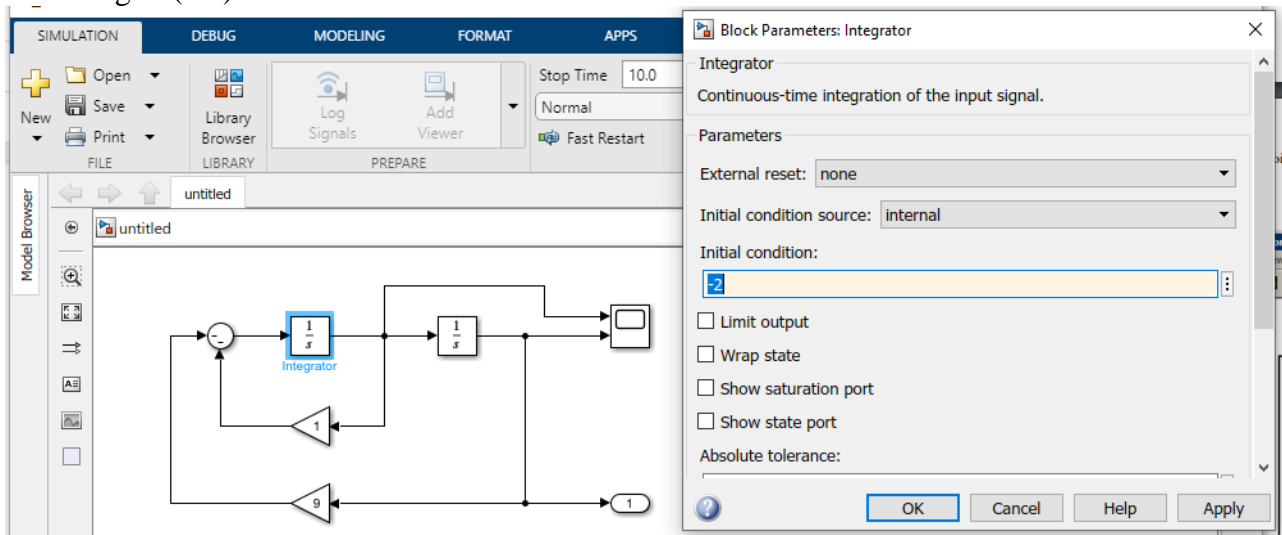 SIMULATION DEBUG MODELING FORMAT APPS
New
Open
Save
Print
FILE
Library
Browser
LIBRARY
Log
Signals
Add
Viewer
PREPARE
Stop Time 10.0
Normal
Fast Restart
Model Browser
untitled
untitled
1
s
Integrator
1
s
1
9
1
Block Parameters: Integrator
Integrator
Continuous-time integration of the input signal.
Parameters
External reset: none
Initial condition source: internal
Initial condition:
-2
Limit output
Wrap state
Show saturation port
Show state port
Absolute tolerance:
OK Cancel Help Apply